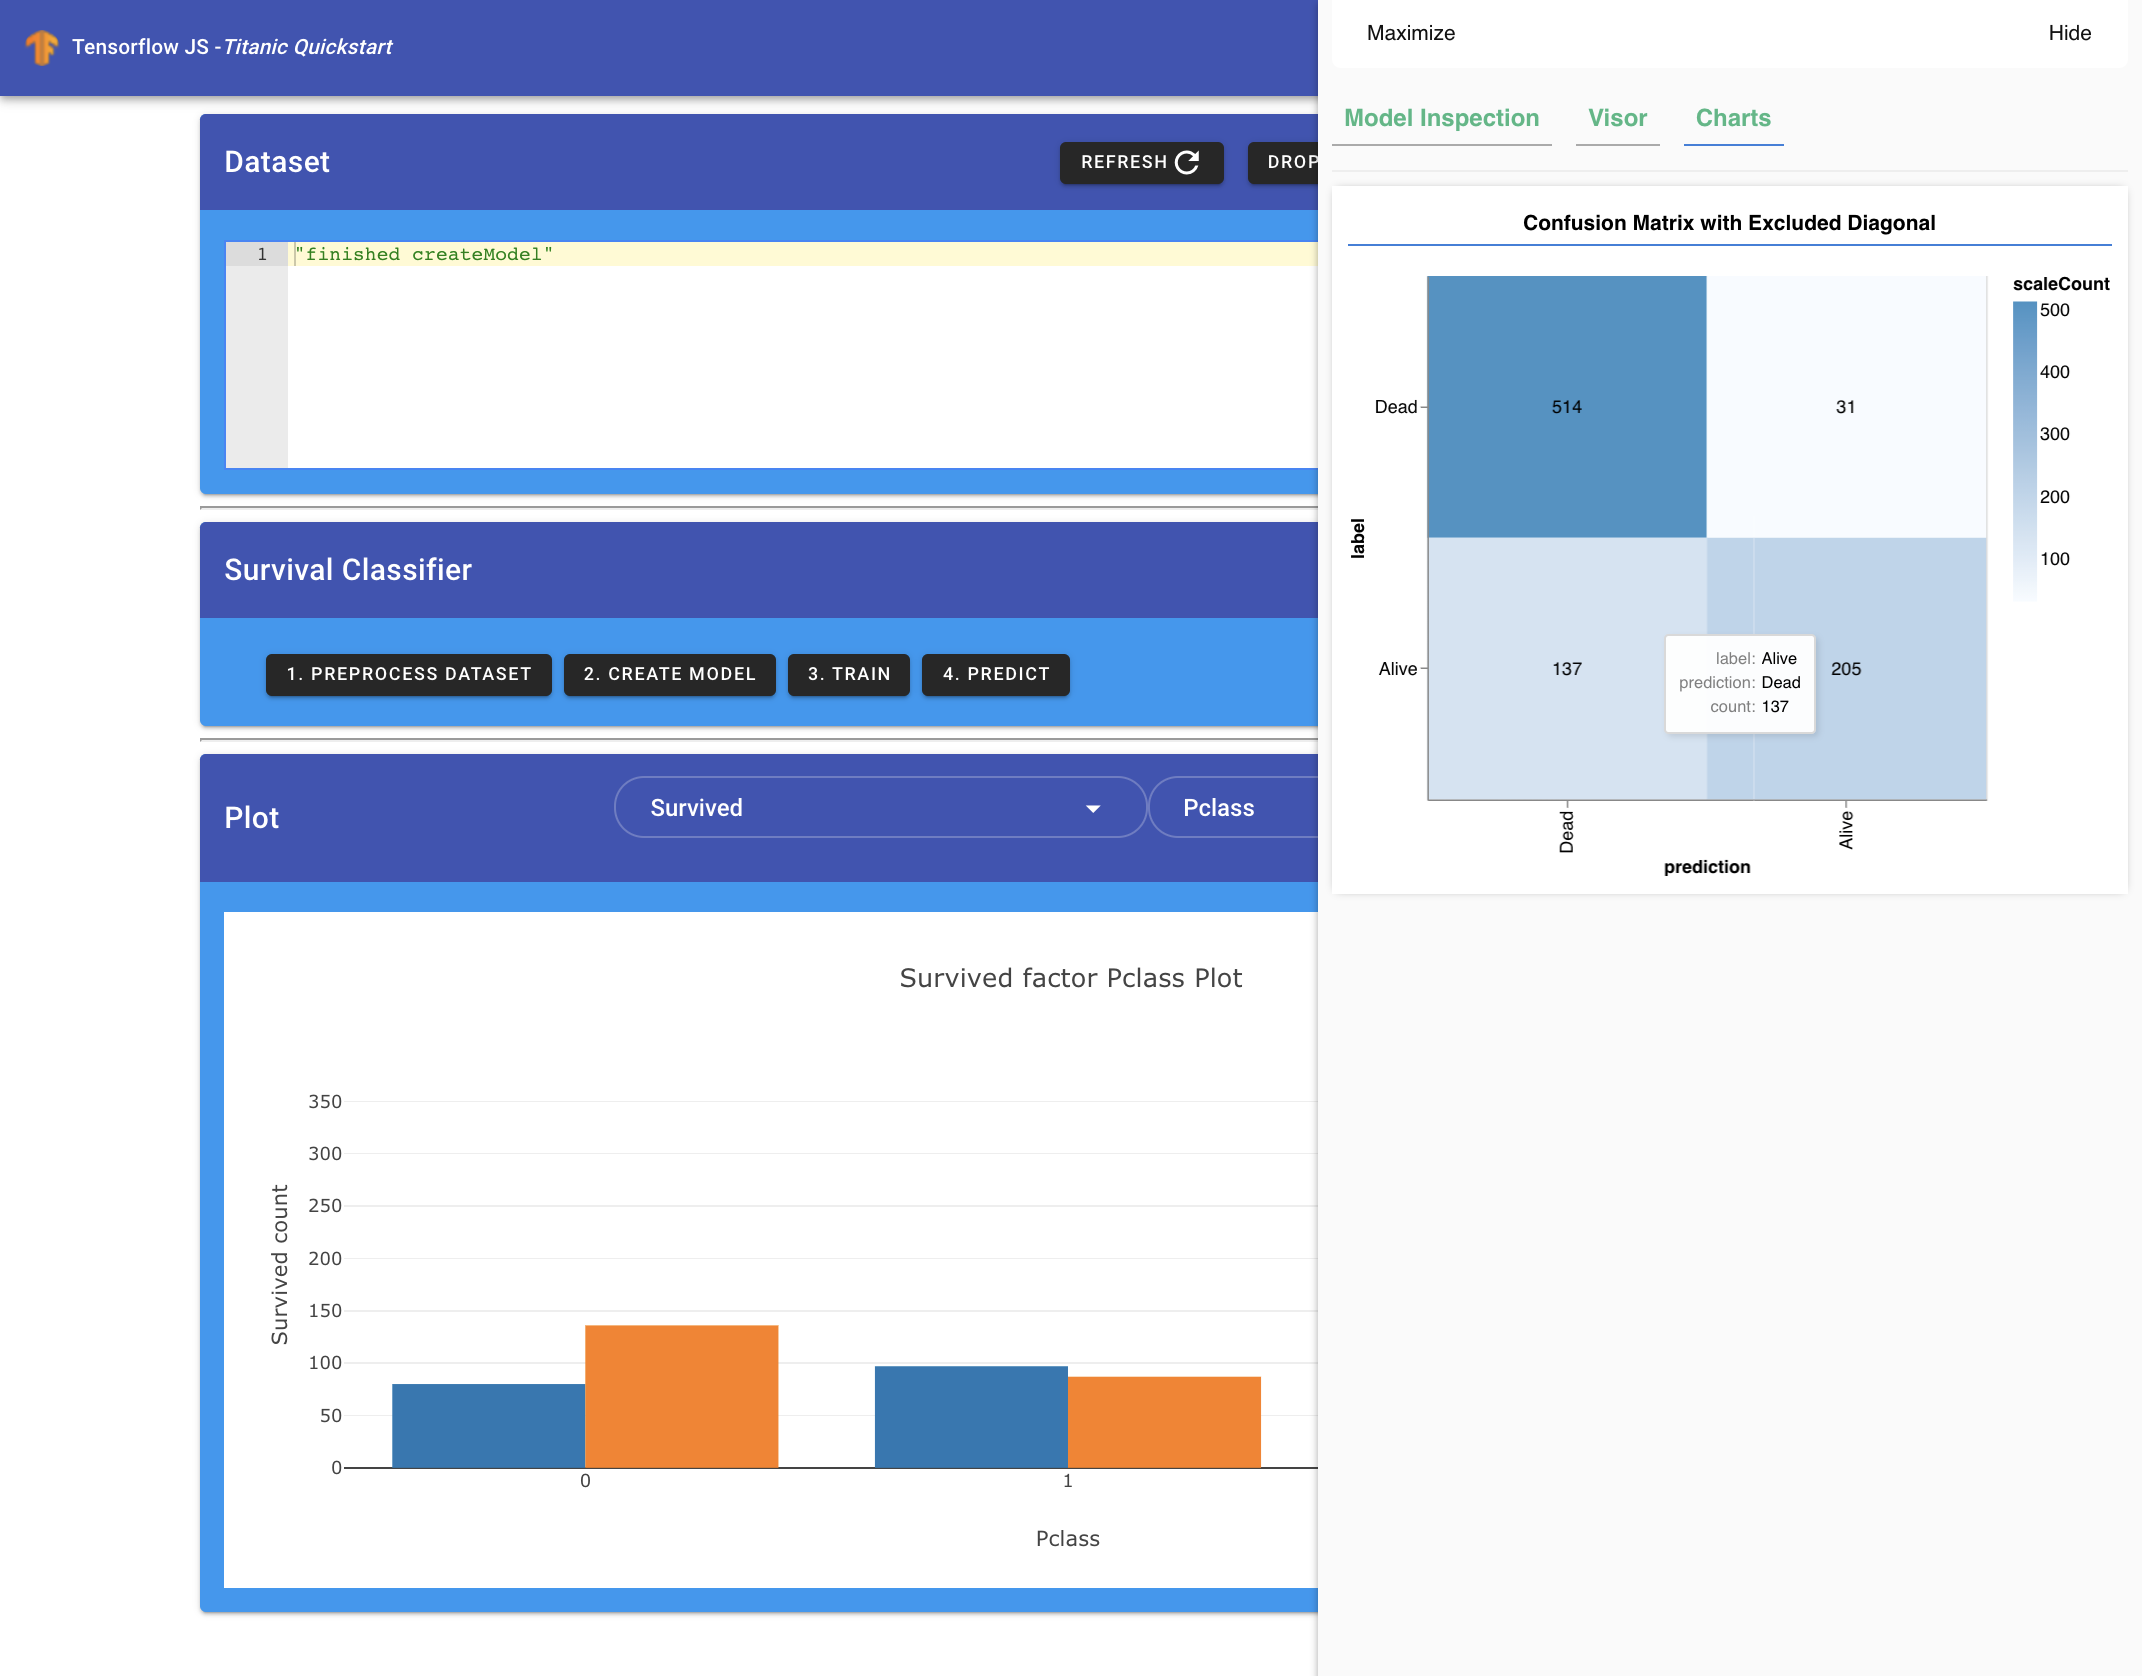 Tensorflow JS -Titanic Quickstart
Dataset
REFRESH
DROP
1
"finished createModel"
Survival Classifier
1. PREPROCESS DATASET
2. CREATE MODEL
3. TRAIN
4. PREDICT
Plot
Survived
Pclass
Survived factor Pclass Plot
350
300
250
200
150
100
50
0
Survived count
0
1
Pclass
Maximize
Hide
Model Inspection
Visor
Charts
Confusion Matrix with Excluded Diagonal
scaleCount
500
400
300
200
100
label
Dead
514
31
Alive
137
205
label: Alive
prediction: Dead
count: 137
Dead
Alive
prediction